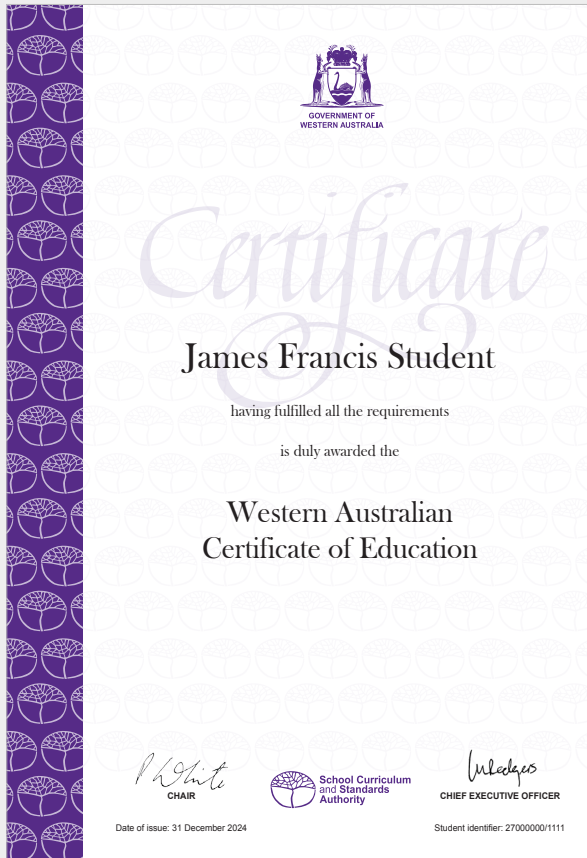 GOVERNMENT OF
WESTERN AUSTRALIA
Certificate
James Francis Student
having fulfilled all the requirements
is duly awarded the
Western Australian
Certificate of Education
P White
CHAIR
School Curriculum
and Standards
Authority
CHIEF EXECUTIVE OFFICER
Date of issue: 31 December 2024
Student identifier: 27000000/1111